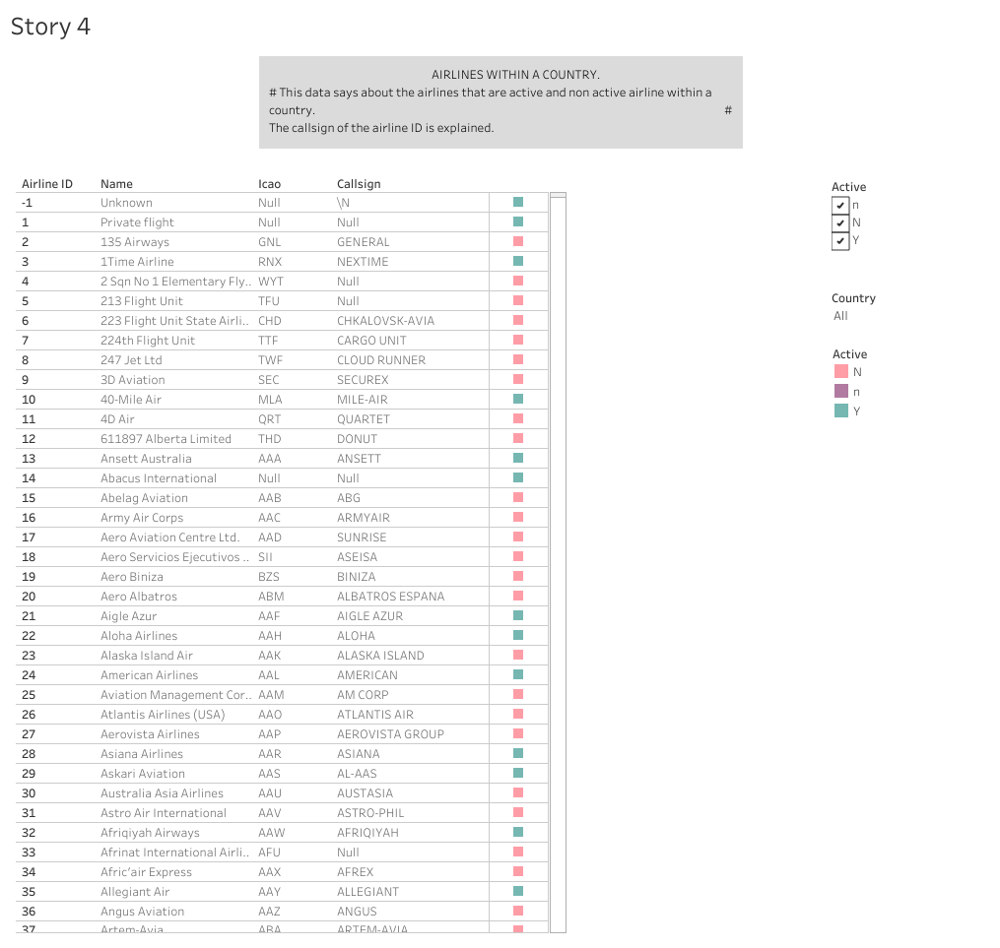 Story 4
AIRLINES WITHIN A COUNTRY.
# This data says about the airlines that are active and non active airline within a
country. #
The callsign of the airline ID is explained.
Airline ID Name Icao Callsign
-1 Unknown Null \N
1 Private flight Null Null
2 135 Airways GNL GENERAL
3 1Time Airline RNX NEXTIME
4 2 Sqn No 1 Elementary Fly.. WYT Null
5 213 Flight Unit TFU Null
6 223 Flight Unit State Airli.. CHD CHKALOVSK-AVIA
7 224th Flight Unit TTF CARGO UNIT
8 247 Jet Ltd TWF CLOUD RUNNER
9 3D Aviation SEC SECUREX
10 40-Mile Air MLA MILE-AIR
11 4D Air QRT QUARTET
12 611897 Alberta Limited THD DONUT
13 Ansett Australia AAA ANSETT
14 Abacus International Null Null
15 Abelag Aviation AAB ABG
16 Army Air Corps AAC ARMYAIR
17 Aero Aviation Centre Ltd. AAD SUNRISE
18 Aero Servicios Ejecutivos .. SII ASEISA
19 Aero Biniza BZS BINIZA
20 Aero Albatros ABM ALBATROS ESPANA
21 Aigle Azur AAF AIGLE AZUR
22 Aloha Airlines AAH ALOHA
23 Alaska Island Air AAK ALASKA ISLAND
24 American Airlines AAL AMERICAN
25 Aviation Management Cor.. AAM AM CORP
26 Atlantis Airlines (USA) AAO ATLANTIS AIR
27 Aerovista Airlines AAP AEROVISTA GROUP
28 Asiana Airlines AAR ASIANA
29 Askari Aviation AAS AL-AAS
30 Australia Asia Airlines AAU AUSTASIA
31 Astro Air International AAV ASTRO-PHIL
32 Afriqiyah Airways AAW AFRIQIYAH
33 Afrinat International Airli.. AFU Null
34 Afric'air Express AAX AFREX
35 Allegiant Air AAY ALLEGIANT
36 Angus Aviation AAZ ANGUS
37 Artem-Avia ABA ARTEM-AVIA
Active
n
N
Y
Country
All
Active
N
n
Y